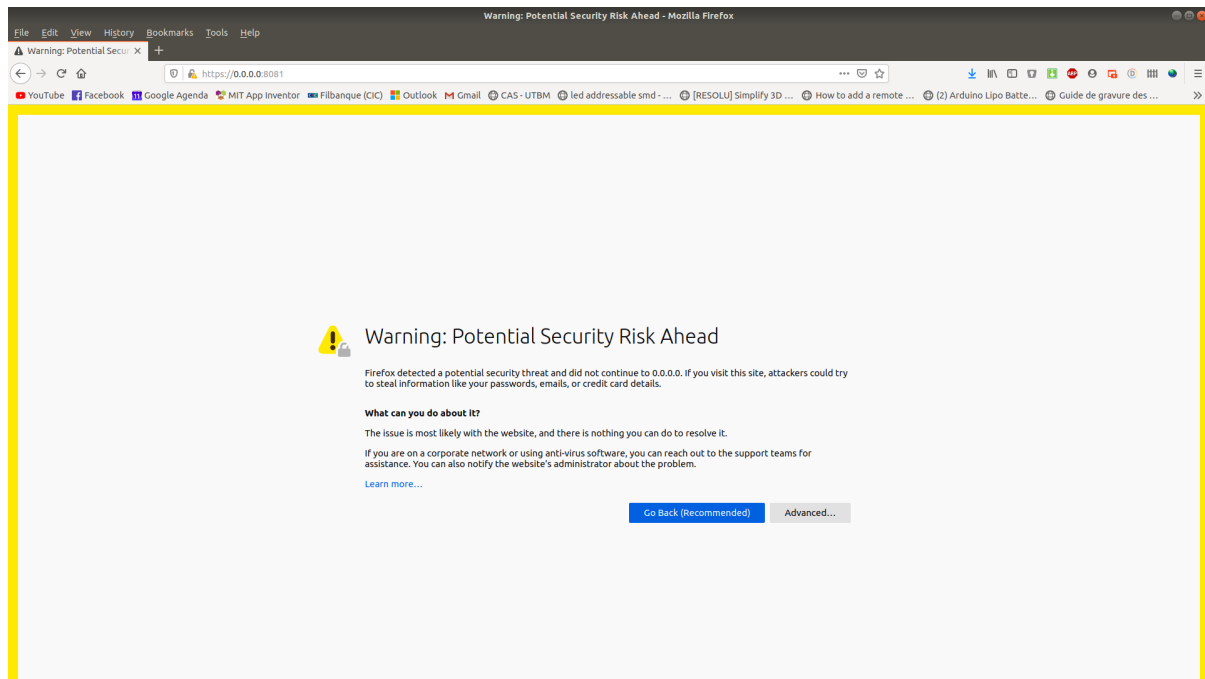 Warning: Potential Security Risk Ahead - Mozilla Firefox
File Edit View History Bookmarks Tools Help
Warning: Potential Secur
https://0.0.0.0:8081
YouTube Facebook Google Agenda MIT App Inventor Filbanque (CIC) Outlook Gmail CAS - UTBM led addressable smd - ... [RESOLU] Simplify 3D ... How to add a remote ... (2) Arduino Lipo Batte... Guide de gravure des ...
Warning: Potential Security Risk Ahead
Firefox detected a potential security threat and did not continue to 0.0.0.0. If you visit this site, attackers could try
to steal information like your passwords, emails, or credit card details.
What can you do about it?
The issue is most likely with the website, and there is nothing you can do to resolve it.
If you are on a corporate network or using anti-virus software, you can reach out to the support teams for
assistance. You can also notify the website's administrator about the problem.
Learn more...
Go Back (Recommended) Advanced...